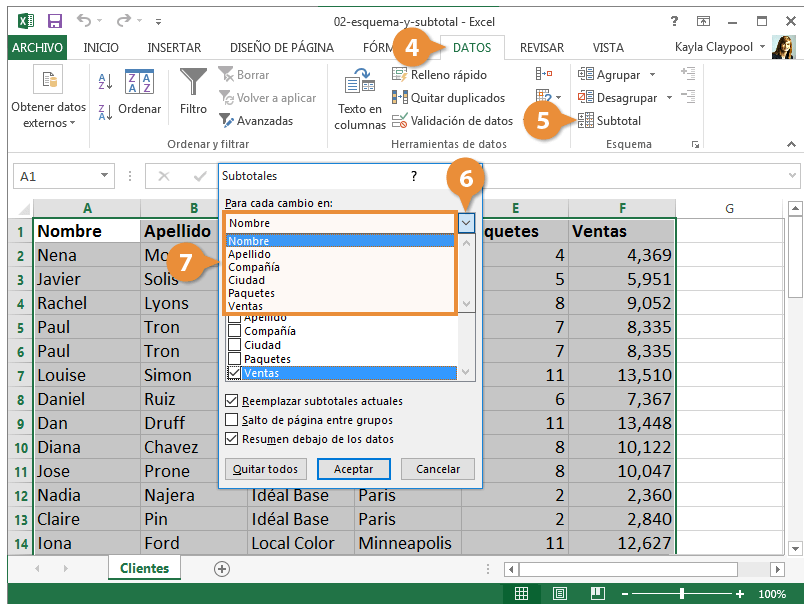 02-esquema-y-subtotal - Excel
ARCHIVO INICIO INSERTAR DISEÑO DE PÁGINA FÓRM 4 DATOS REVISAR VISTA Kayla Claypool
Obtener datos externos
Ordenar
Filtro
Borrar
Volver a aplicar
Avanzadas
Ordenar y filtrar
Texto en columnas
Relleno rápido
Quitar duplicados
Validación de datos
Herramientas de datos
Agrupar
Desagrupar
5 Subtotal
Esquema
A1
Subtotales ?
6
Para cada cambio en:
Nombre
7
Nombre
Apellido
Compañía
Ciudad
Paquetes
Ventas
Apellido
Compañía
Ciudad
Paquetes
Ventas
Reemplazar subtotales actuales
Salto de página entre grupos
Resumen debajo de los datos
Quitar todos Aceptar Cancelar
A B E F G
1 Nombre Apellido quetes Ventas
2 Nena Mo 4 4,369
3 Javier Solis 5 5,951
4 Rachel Lyons 8 9,052
5 Paul Tron 7 8,335
6 Paul Tron 7 8,335
7 Louise Simon 11 13,510
8 Daniel Ruiz 6 7,367
9 Dan Druff 11 13,448
10 Diana Chavez 8 10,122
11 Jose Prone 8 10,047
12 Nadia Najera Idéal Base Paris 2 2,360
13 Claire Pin Idéal Base Paris 2 2,840
14 Iona Ford Local Color Minneapolis 11 12,627
Clientes
100%